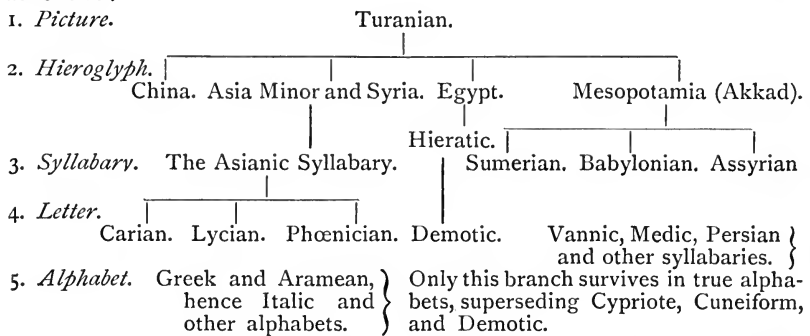 1. Picture. Turanian.
2. Hieroglyph.
China. Asia Minor and Syria. Egypt. Mesopotamia (Akkad).
Hieratic.
3. Syllabary. The Asianic Syllabary. Sumerian. Babylonian. Assyrian
4. Letter.
Carian. Lycian. Phœnician. Demotic. Vannic, Medic, Persian
and other syllabaries.
5. Alphabet. Greek and Aramean, Only this branch survives in true alpha-
hence Italic and bets, superseding Cypriote, Cuneiform,
other alphabets. and Demotic.